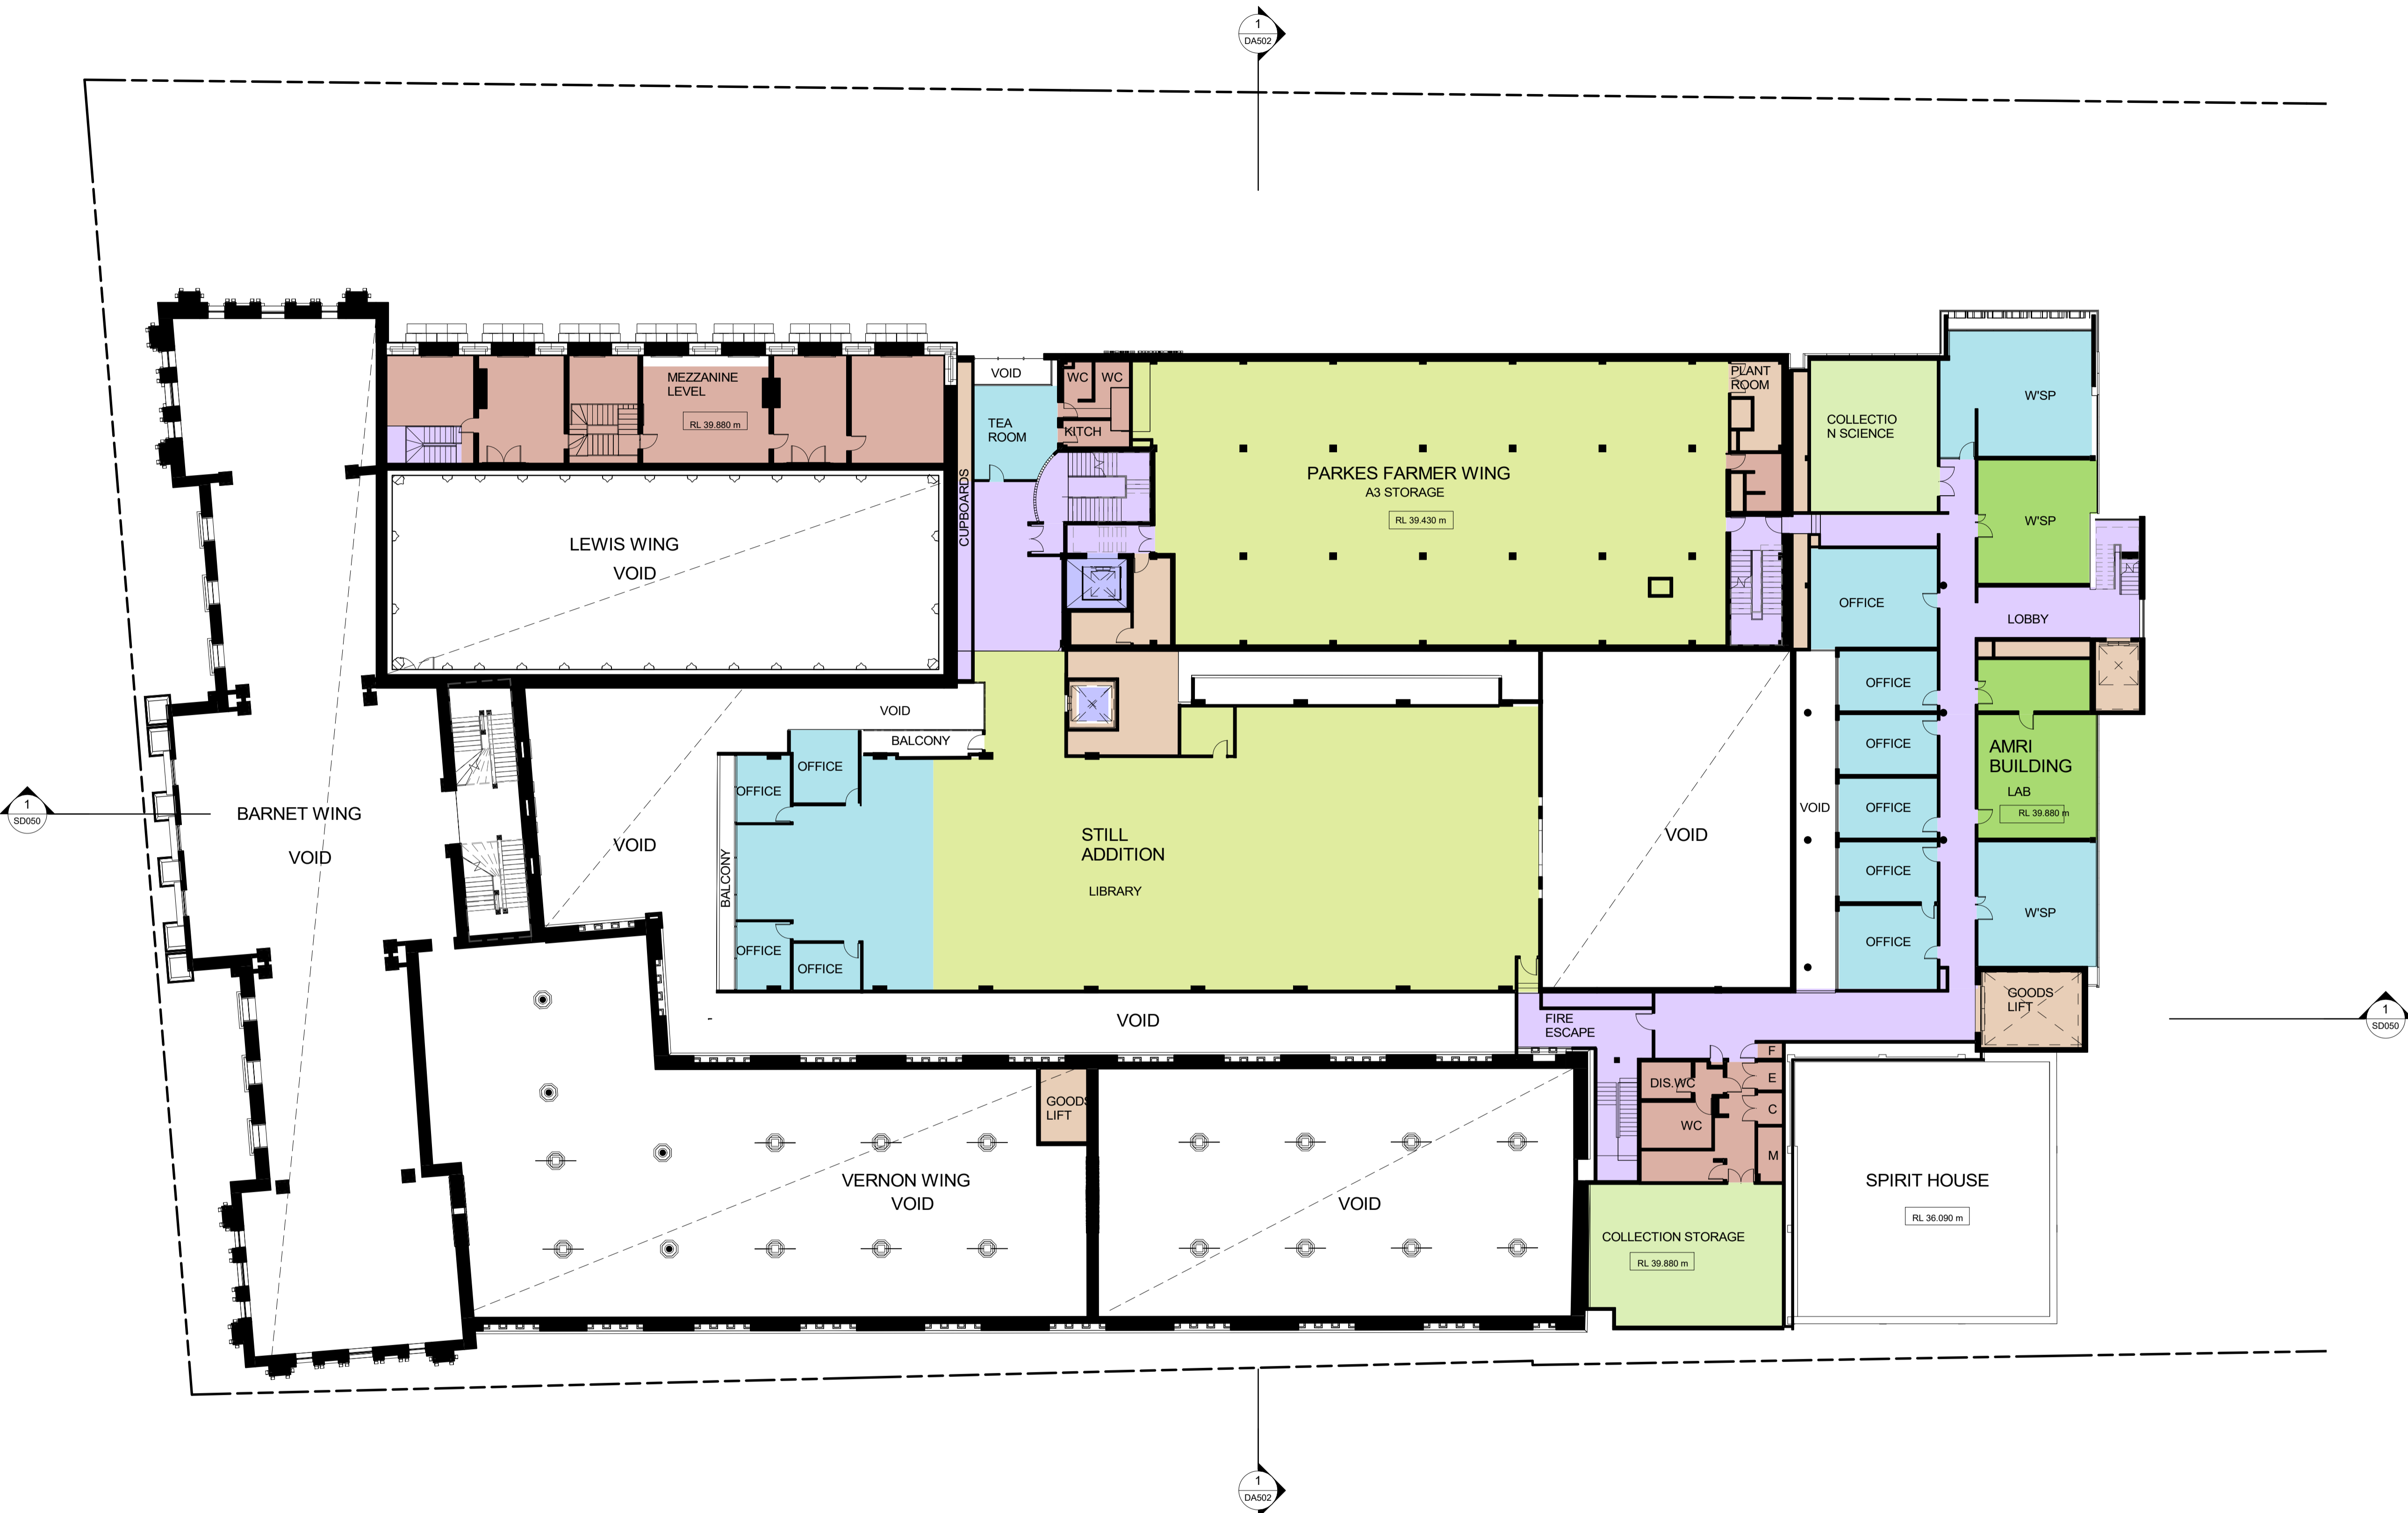 1
DA502
MEZZANINE
LEVEL
RL 39.880 m
VOID
TEA
ROOM
WC
WC
KITCH
CUPBOARDS
PARKES FARMER WING
A3 STORAGE
RL 39.430 m
PLANT
ROOM
COLLECTIO
N SCIENCE
W'SP
W'SP
LEWIS WING
VOID
OFFICE
LOBBY
OFFICE
OFFICE
OFFICE
OFFICE
OFFICE
AMRI
BUILDING
LAB
RL 39.880 m
W'SP
VOID
BALCONY
OFFICE
OFFICE
BALCONY
OFFICE
OFFICE
1
SD050
BARNET WING
VOID
VOID
STILL
ADDITION
LIBRARY
VOID
VOID
GOODS
LIFT
1
SD050
VOID
FIRE
ESCAPE
F
E
C
M
DIS.WC
WC
GOODS
LIFT
VERNON WING
VOID
VOID
COLLECTION STORAGE
RL 39.880 m
SPIRIT HOUSE
RL 36.090 m
1
DA502